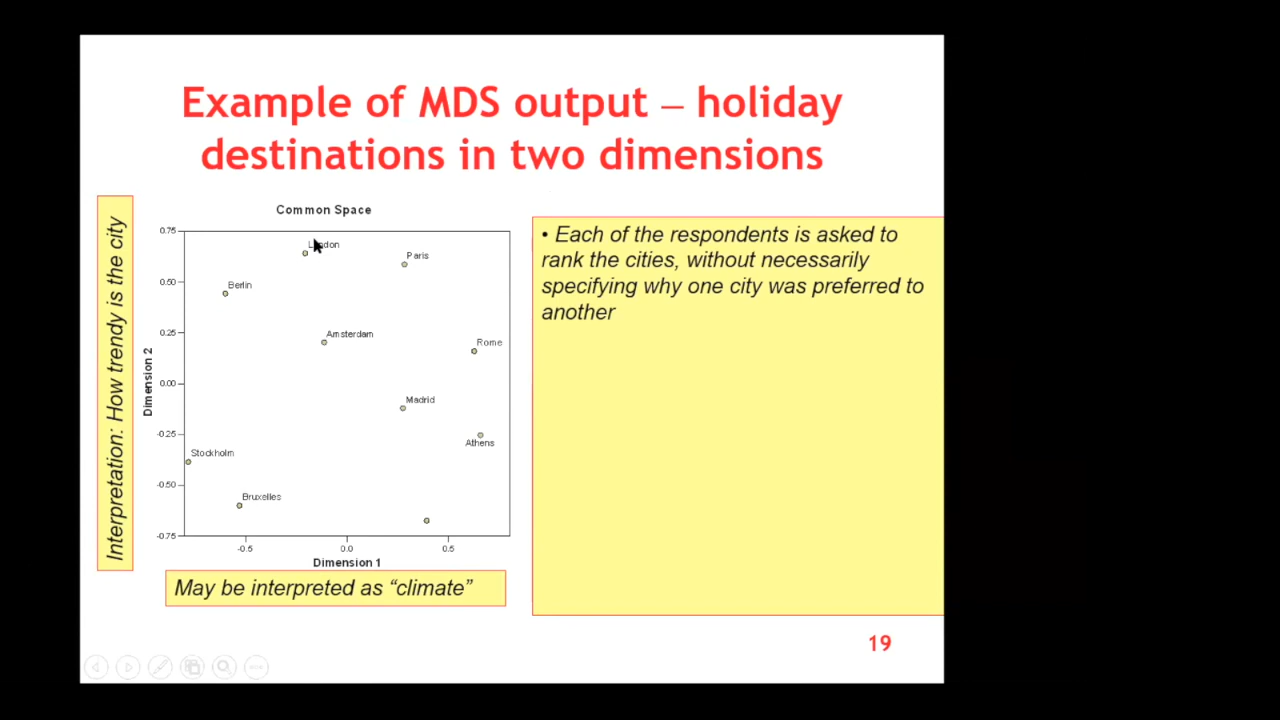 Example of MDS output – holiday
destinations in two dimensions
Interpretation: How trendy is the city
Common Space
0.75
0.50
0.25
0.00
-0.25
-0.50
-0.75
Dimension 2
London
Paris
Berlin
Amsterdam
Rome
Madrid
Athens
Stockholm
Bruxelles
-0.5
0.0
0.5
Dimension 1
May be interpreted as “climate”
• Each of the respondents is asked to
rank the cities, without necessarily
specifying why one city was preferred to
another
19